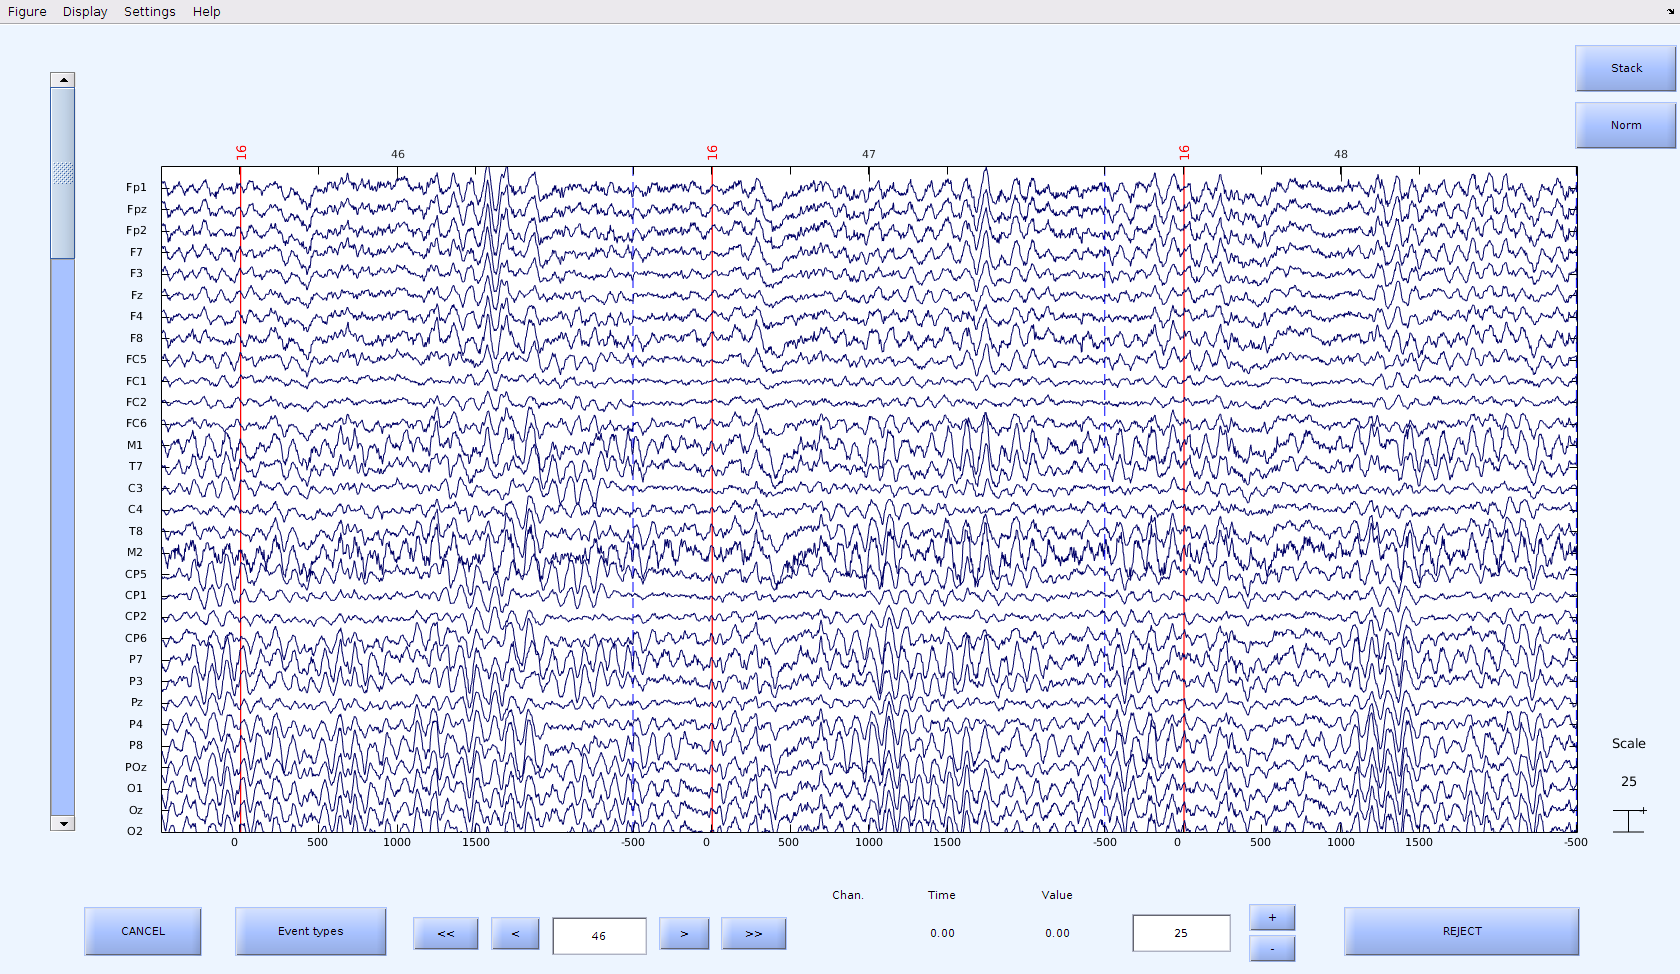 Figure Display Settings Help
Stack
Norm
16 46 16 47 16 48
Fp1
Fpz
Fp2
F7
F3
Fz
F4
F8
FC5
FC1
FC2
FC6
M1
T7
C3
C4
T8
M2
CP5
CP1
CP2
CP6
P7
P3
Pz
P4
P8
POz
O1
Oz
O2
Scale
25
+
0 500 1000 1500 -500 0 500 1000 1500 -500 0 500 1000 1500 -500
Chan. Time Value
CANCEL Event types << < 46 > >> 0.00 0.00 25 + - REJECT